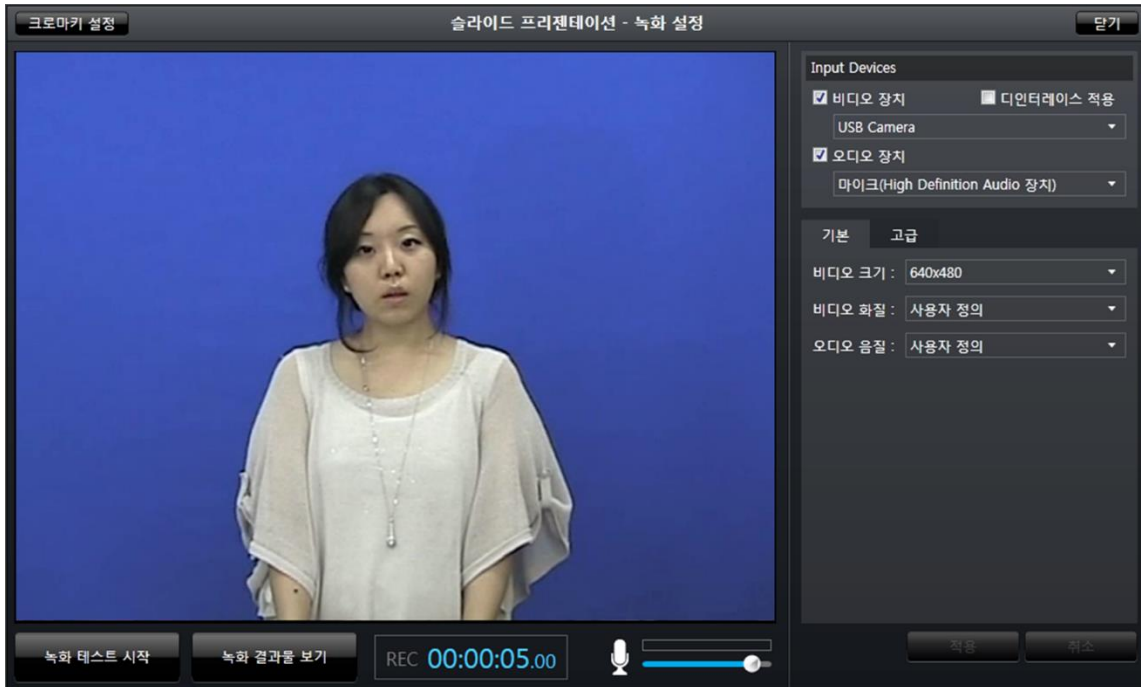 크로마키 설정
슬라이드 프리젠테이션 - 녹화 설정
닫기
Input Devices
비디오 장치
디인터레이스 적용
USB Camera
오디오 장치
마이크(High Definition Audio 장치)
기본
고급
비디오 크기 : 640x480
비디오 화질 : 사용자 정의
오디오 음질 : 사용자 정의
녹화 테스트 시작
녹화 결과물 보기
REC 00:00:05.00
적용
취소